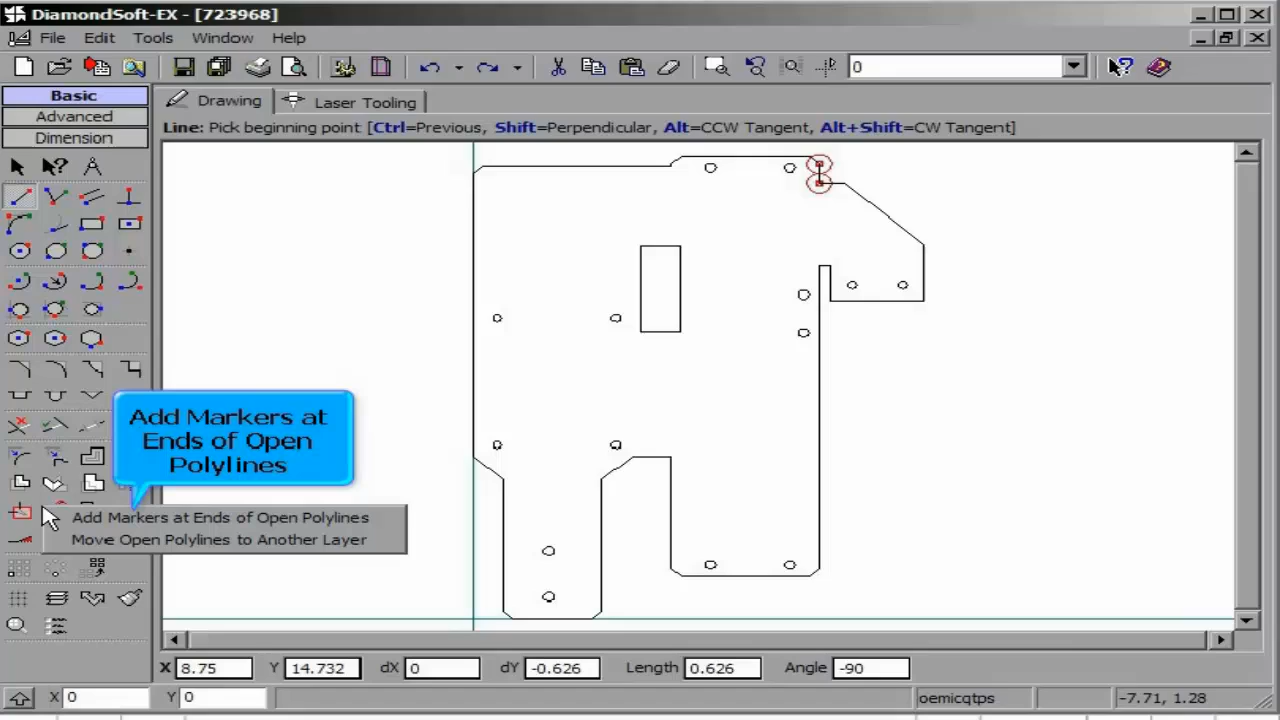 DiamondSoft-EX - [723968]
File Edit Tools Window Help
0
Basic
Advanced
Dimension
Drawing Laser Tooling
Line: Pick beginning point [Ctrl=Previous, Shift=Perpendicular, Alt=CCW Tangent, Alt+Shift=CW Tangent]
Add Markers at
Ends of Open
Polylines
Add Markers at Ends of Open Polylines
Move Open Polylines to Another Layer
X 8.75 Y 14.732 dX 0 dY -0.626 Length 0.626 Angle -90
X 0 Y 0 oemicqtps -7.71, 1.28